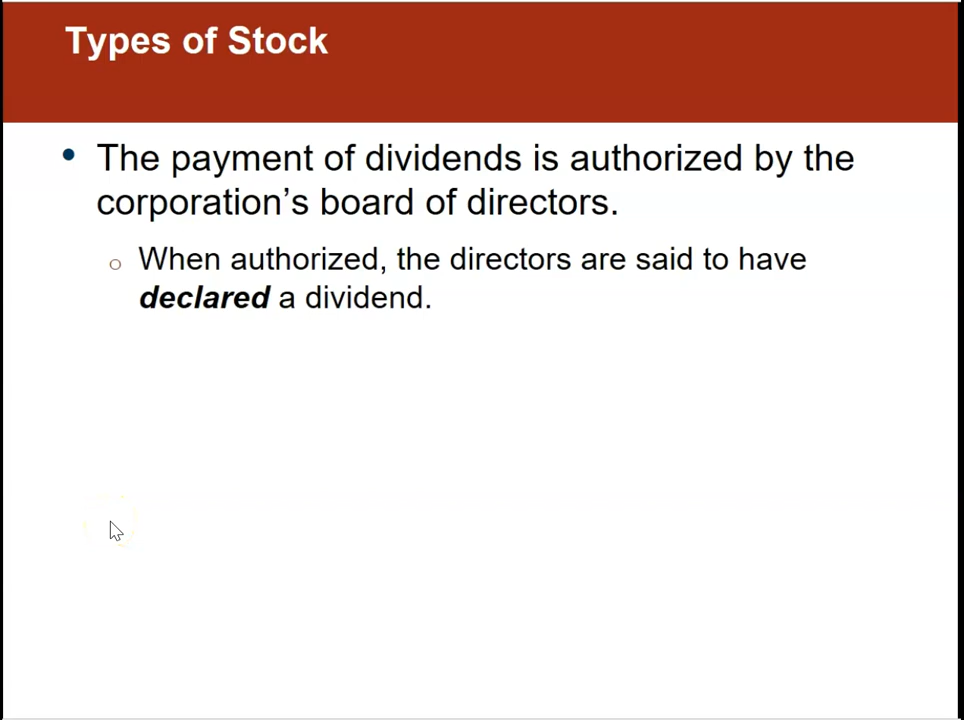 Types of Stock
• The payment of dividends is authorized by the
corporation’s board of directors.
o When authorized, the directors are said to have
declared a dividend.